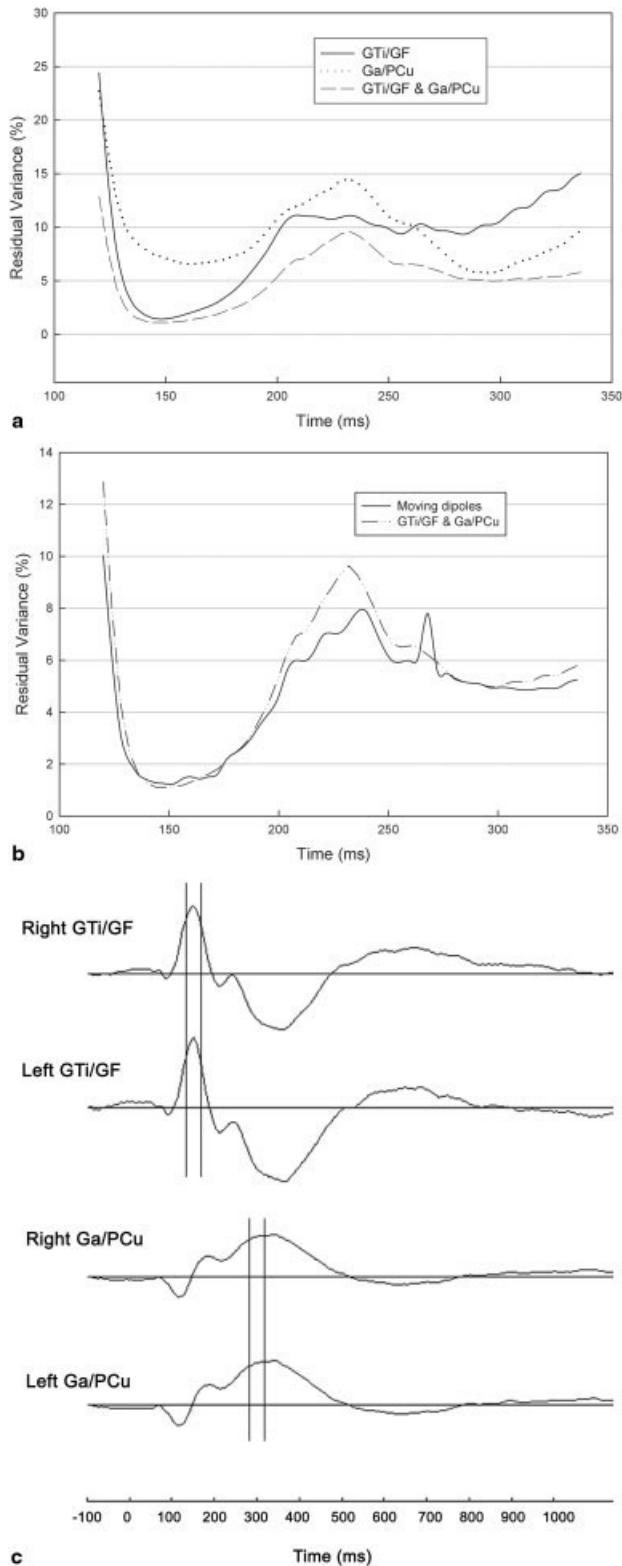 30
25
20
15
10
5
0
Residual Variance (%)
GTi/GF
Ga/PCu
GTi/GF & Ga/PCu
100 150 200 250 300 350
Time (ms)
a
14
12
10
8
6
4
2
0
Residual Variance (%)
Moving dipoles
GTi/GF & Ga/PCu
100 150 200 250 300 350
Time (ms)
b
Right GTi/GF
Left GTi/GF
Right Ga/PCu
Left Ga/PCu
-100 0 100 200 300 400 500 600 700 800 900 1000
Time (ms)
c